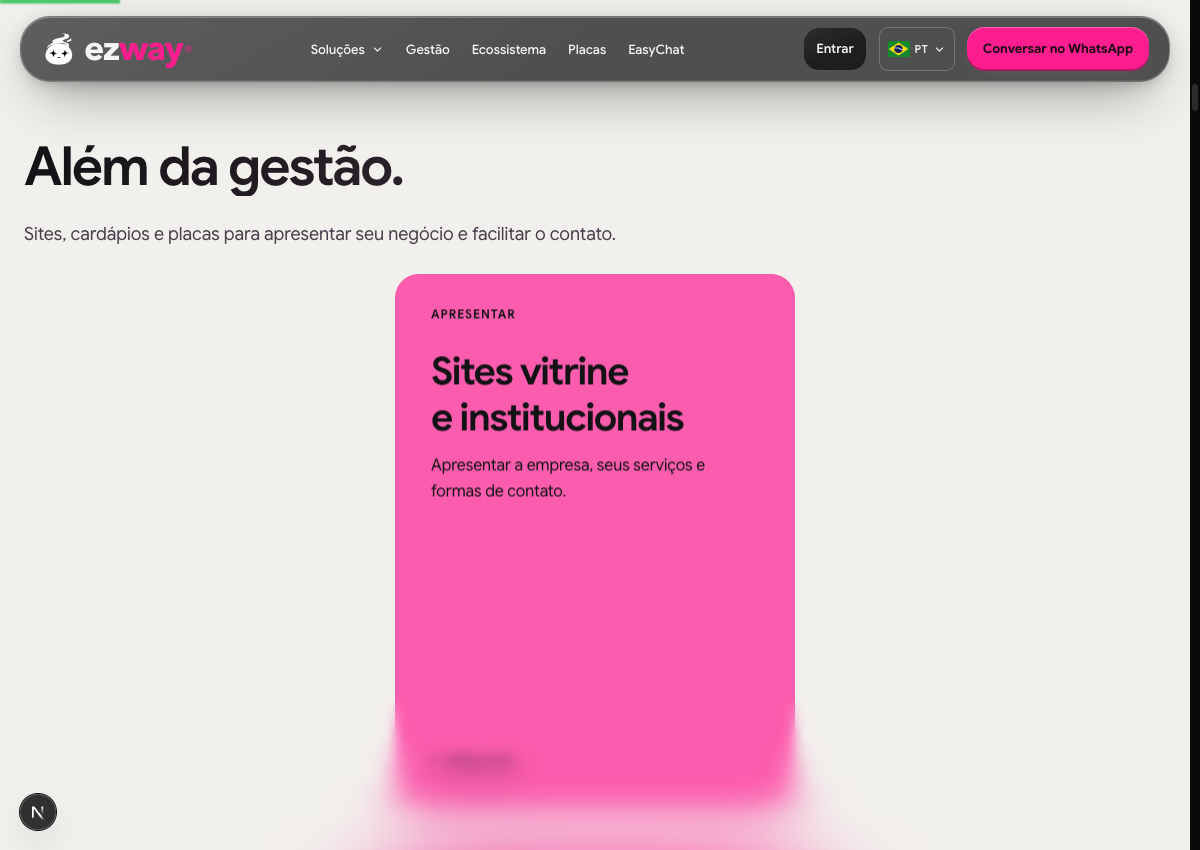 ezway
Soluções
Gestão
Ecossistema
Placas
EasyChat
Entrar
PT
Conversar no WhatsApp
Além da gestão.
Sites, cardápios e placas para apresentar seu negócio e facilitar o contato.
APRESENTAR
Sites vitrine
e institucionais
Apresentar a empresa, seus serviços e
formas de contato.
N